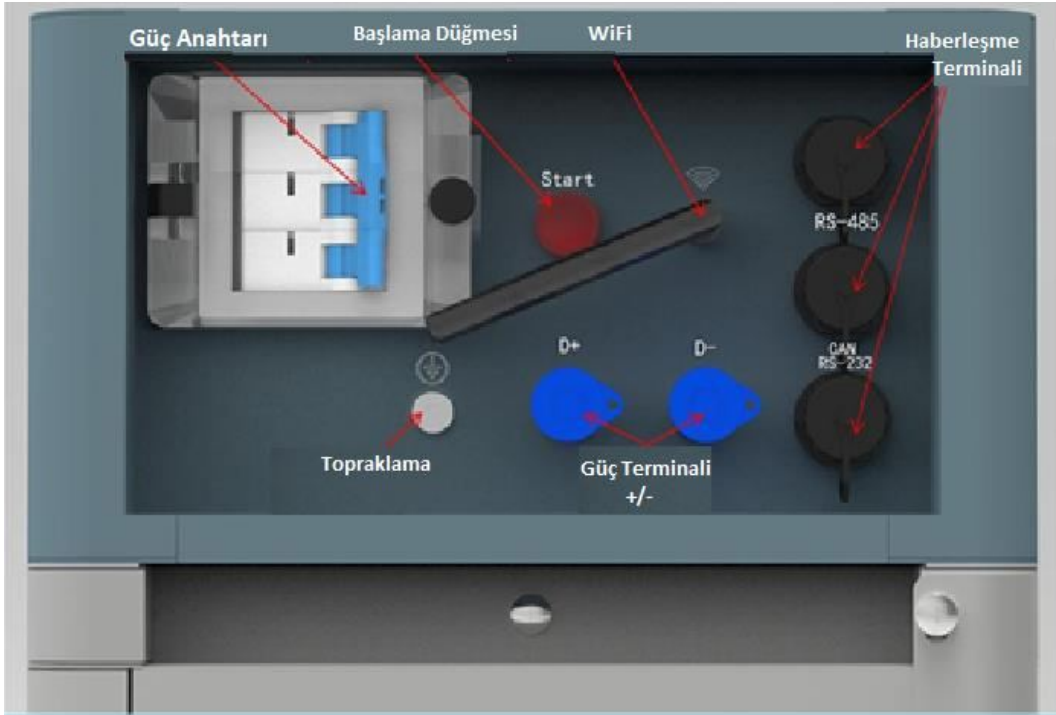 Güç Anahtarı
Başlama Düğmesi
WiFi
Haberleşme
Terminali
Start
RS-485
D+
D-
CAN
RS-232
Topraklama
Güç Terminali
+/-